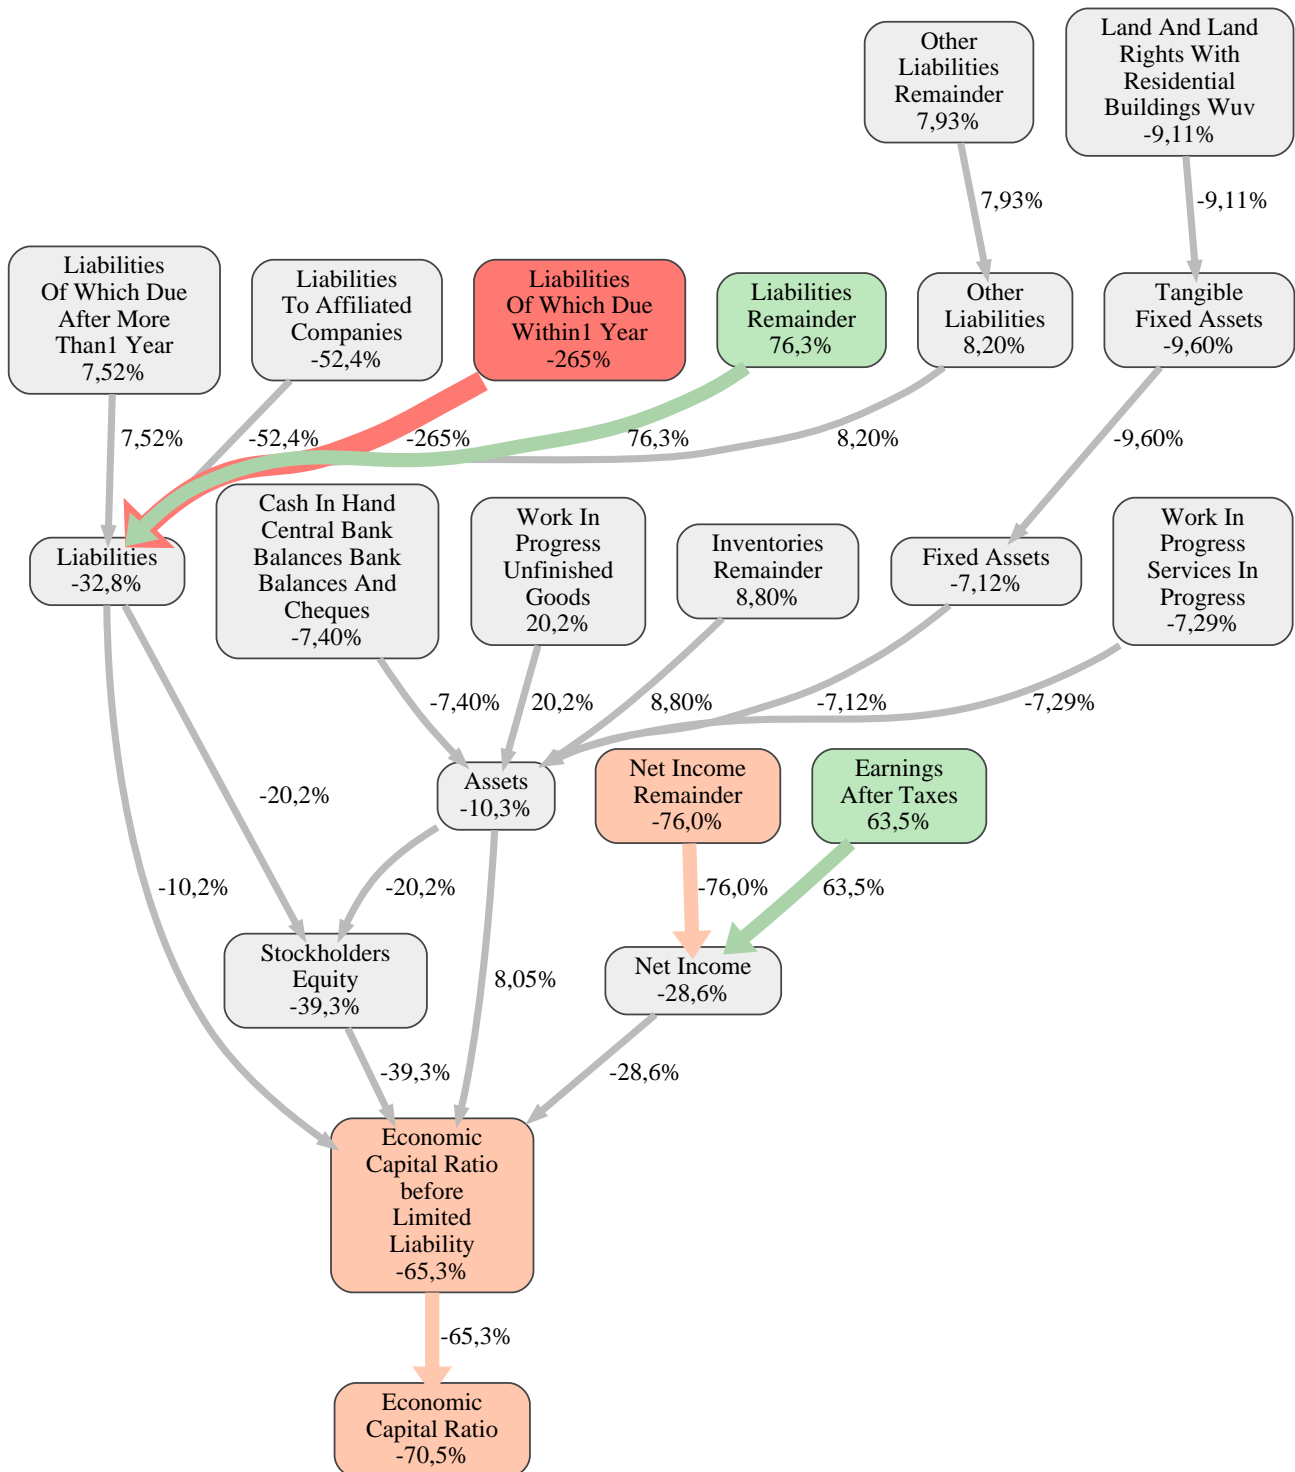 Other
Liabilities
Remainder
7,93%
Land And Land
Rights With
Residential
Buildings Wuv
-9,11%
7,93%
-9,11%
Liabilities
Of Which Due
After More
Than1 Year
7,52%
Liabilities
To Affiliated
Companies
-52,4%
Liabilities
Of Which Due
Within1 Year
-265%
Liabilities
Remainder
76,3%
Other
Liabilities
8,20%
Tangible
Fixed Assets
-9,60%
7,52%
-52,4%
-265%
76,3%
8,20%
-9,60%
Liabilities
-32,8%
Cash In Hand
Central Bank
Balances Bank
Balances And
Cheques
-7,40%
Work In
Progress
Unfinished
Goods
20,2%
Inventories
Remainder
8,80%
Fixed Assets
-7,12%
Work In
Progress
Services In
Progress
-7,29%
-7,40%
20,2%
8,80%
-7,12%
-7,29%
-20,2%
Assets
-10,3%
Net Income
Remainder
-76,0%
Earnings
After Taxes
63,5%
-10,2%
-20,2%
-76,0%
63,5%
Stockholders
Equity
-39,3%
8,05%
Net Income
-28,6%
-39,3%
-28,6%
Economic
Capital Ratio
before
Limited
Liability
-65,3%
-65,3%
Economic
Capital Ratio
-70,5%